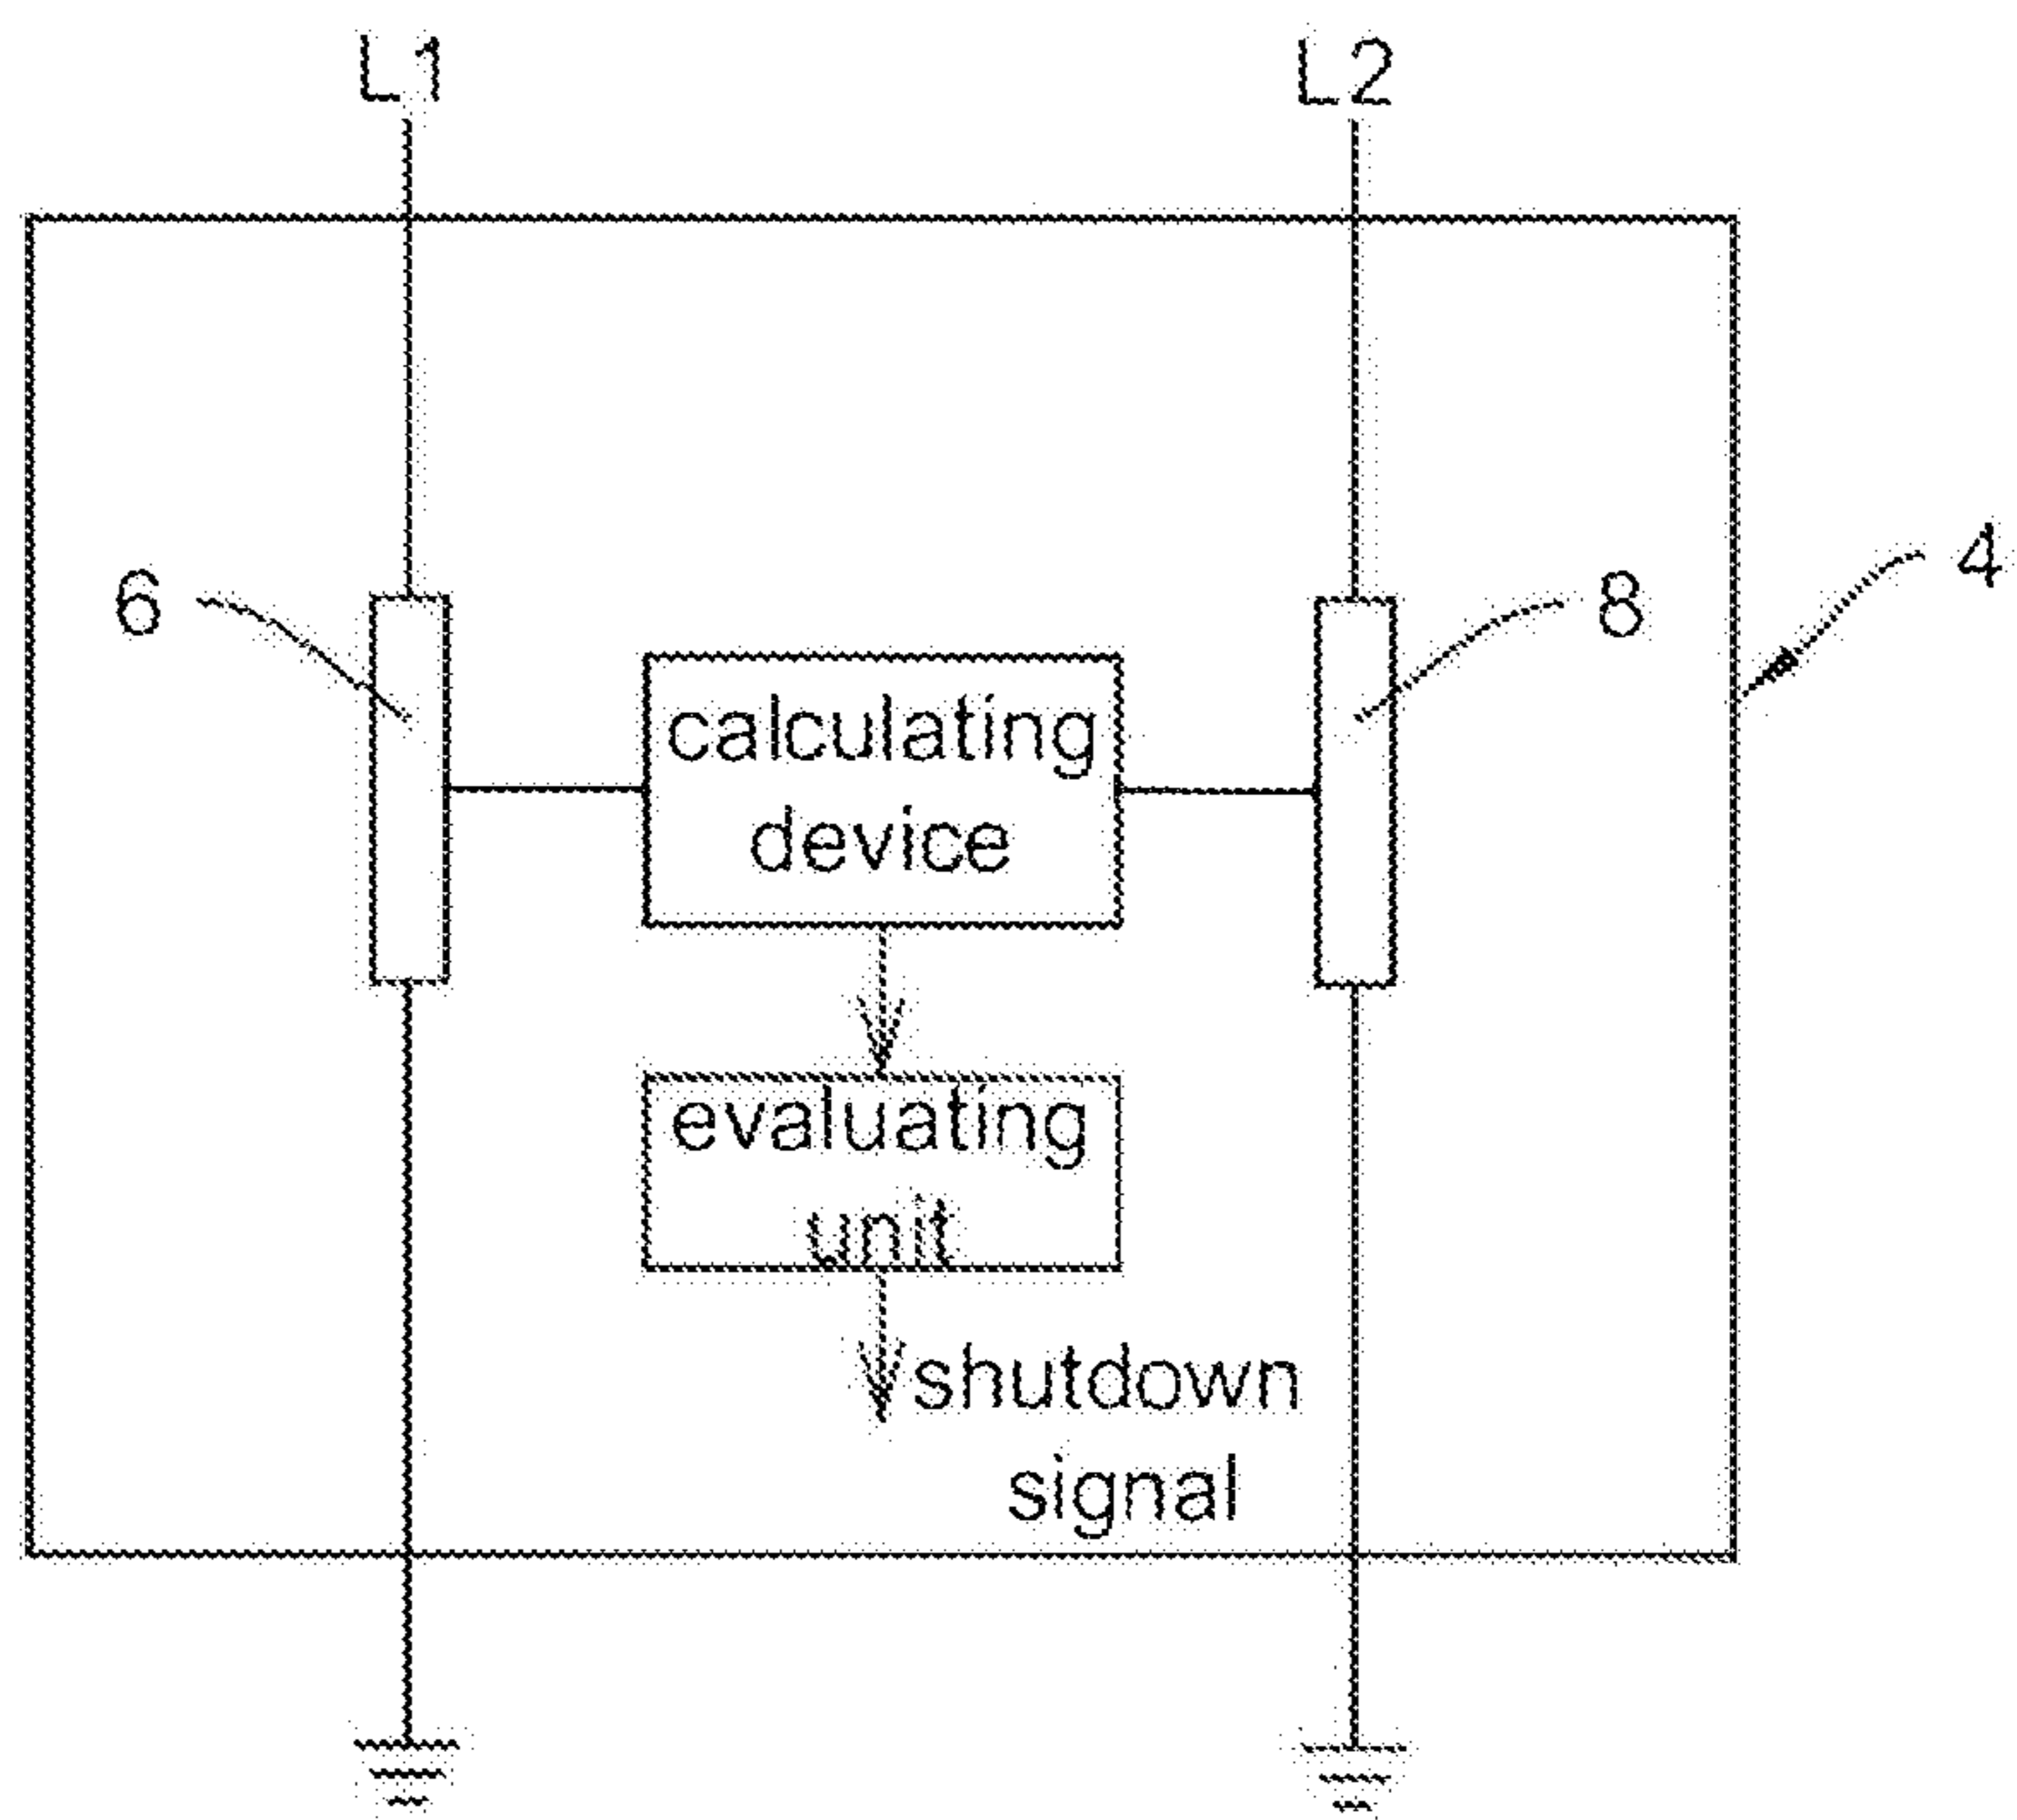 L1
L2
4
6
8
calculating
device
evaluating
unit
shutdown
signal